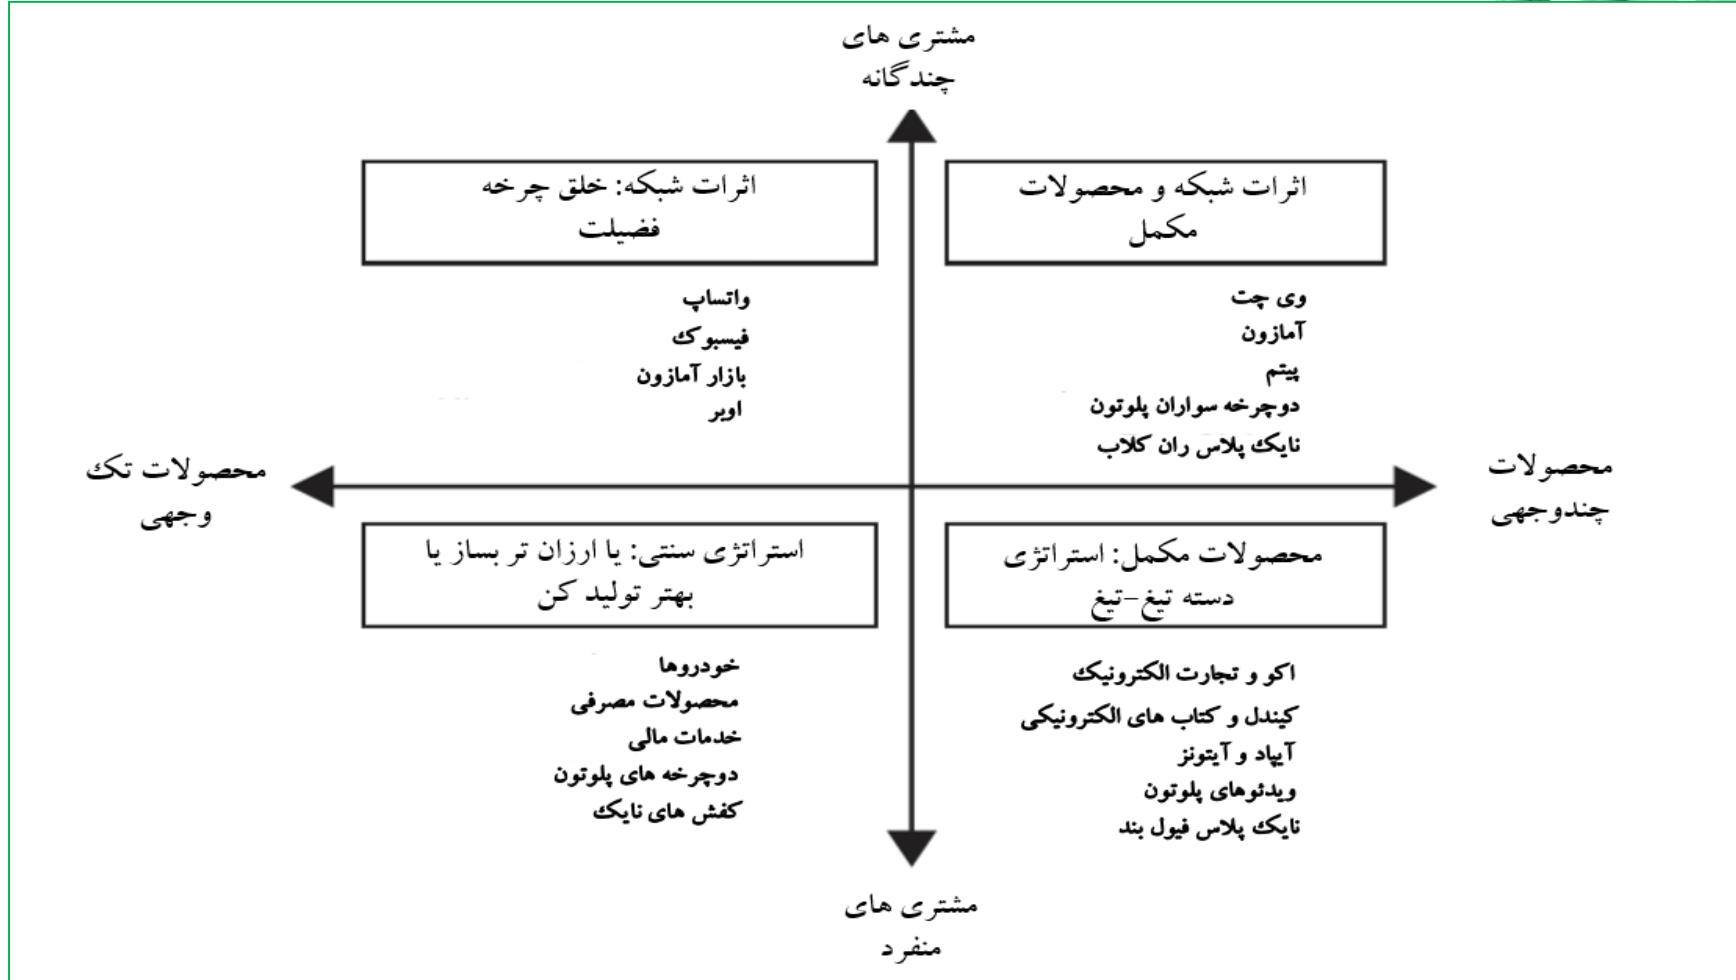 مشتری های
چندگانه
اثرات شبکه و محصولات
مکمل
وی چت
آمازون
پیتم
دوچرخه سواران پلوتون
نایک پلاس ران کلاب
اثرات شبکه: خلق چرخه
فضیلت
واتساپ
فیسبوک
بازار آمازون
اوبر
محصولات
چندوجهی
محصولات تک
وجهی
محصولات مکمل: استراتژی
دسته تیغ-تیغ
اکو و تجارت الکترونیک
کیندل و کتاب های الکترونیکی
آیپاد و آیتونز
ویدئوهای پلوتون
نایک پلاس فیول بند
استراتژی سنتی: یا ارزان تر بساز یا
بهتر تولید کن
خودروها
محصولات مصرفی
خدمات مالی
دوچرخه های پلوتون
کفش های نایک
مشتری های
منفرد